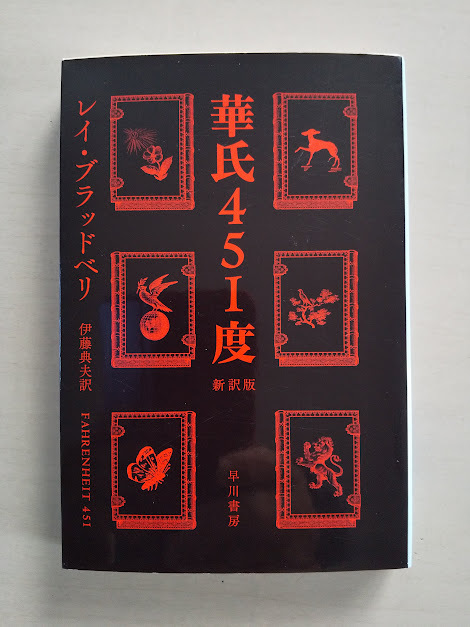 華氏451度
新訳版
早川書房
レイ・ブラッドベリ
伊藤典夫訳
FAHRENHEIT 451